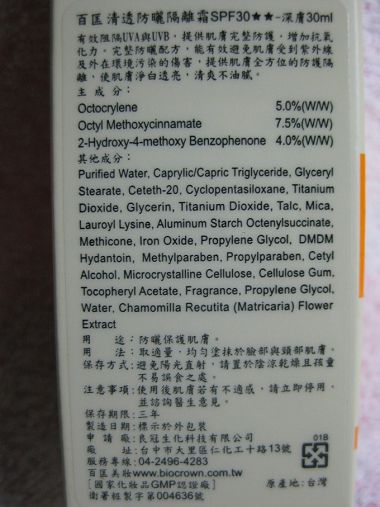 百匡 清透防曬隔離霜SPF30★★-深膚30ml
有效阻隔UVA與UVB，提供肌膚完整防護，增加抗氧
化力。完整防曬配方，能有效避免肌膚受到紫外線
及外在環境污染的傷害，提供肌膚全方位的防護隔
離，使肌膚淨白透亮，清爽不油膩。
主 成 分：
Octocrylene 5.0%(W/W)
Octyl Methoxycinnamate 7.5%(W/W)
2-Hydroxy-4-methoxy Benzophenone 4.0%(W/W)
其他成分：
Purified Water, Caprylic/Capric Triglyceride, Glyceryl
Stearate, Ceteth-20, Cyclopentasiloxane, Titanium
Dioxide, Glycerin, Titanium Dioxide, Talc, Mica,
Lauroyl Lysine, Aluminum Starch Octenylsuccinate,
Methicone, Iron Oxide, Propylene Glycol, DMDM
Hydantoin, Methylparaben, Propylparaben, Cetyl
Alcohol, Microcrystalline Cellulose, Cellulose Gum,
Tocopheryl Acetate, Fragrance, Propylene Glycol,
Water, Chamomilla Recutita (Matricaria) Flower
Extract
用 途：防曬保護肌膚。
用 法：取適量，均勻塗抹於臉部與頸部肌膚。
保存方式：避免陽光直射，請置於陰涼乾燥且孩童
不易誤食之處。
注意事項：使用後肌膚若有不適感，請立即停用，
並諮詢醫生意見。
保存期限：三年
製造日期：標示於外包裝
申 請 廠：良冠生化科技有限公司
廠 址：台中市大里區仁化工十路13號
服務專線：04-2496-4283
百匡美妝www.biocrown.com.tw
[國家化妝品GMP認證廠]
衛署粧製字第004636號
01B
原產地：台灣